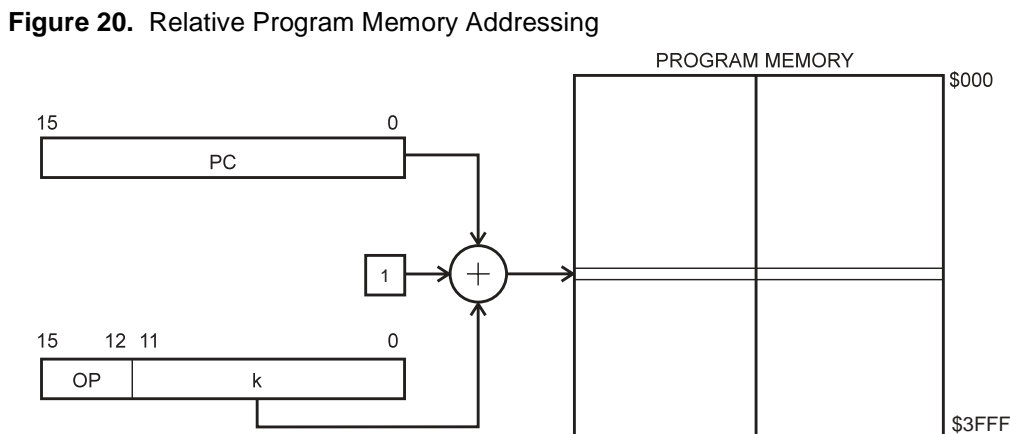 Figure 20. Relative Program Memory Addressing
PROGRAM MEMORY
$000
15 0
PC
1
+
15 12 11 0
OP k
$3FFF